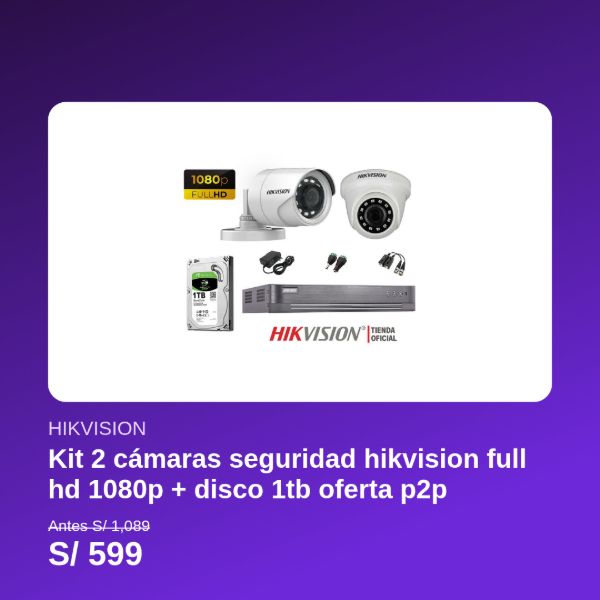 1080p
FULLHD
HIKVISION
HIKVISION
1TB
HIKVISION® TIENDA
OFICIAL
HIKVISION
Kit 2 cámaras seguridad hikvision full
hd 1080p + disco 1tb oferta p2p
Antes S/ 1,089
S/ 599